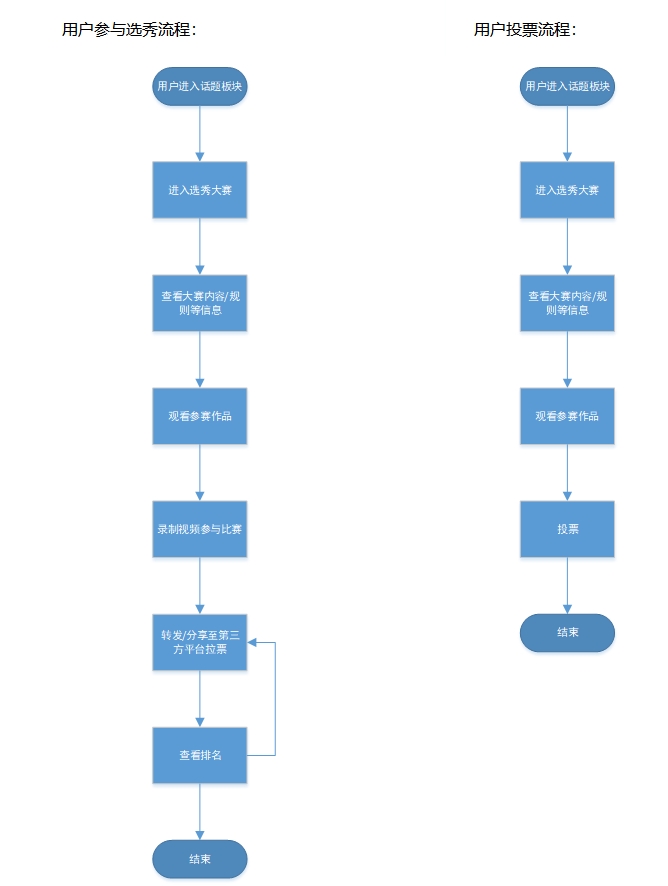 用户参与选秀流程：
用户进入话题板块
进入选秀大赛
查看大赛内容/规
则等信息
观看参赛作品
录制视频参与比赛
转发/分享至第三
方平台拉票
查看排名
结束
用户投票流程：
用户进入话题板块
进入选秀大赛
查看大赛内容/规
则等信息
观看参赛作品
投票
结束